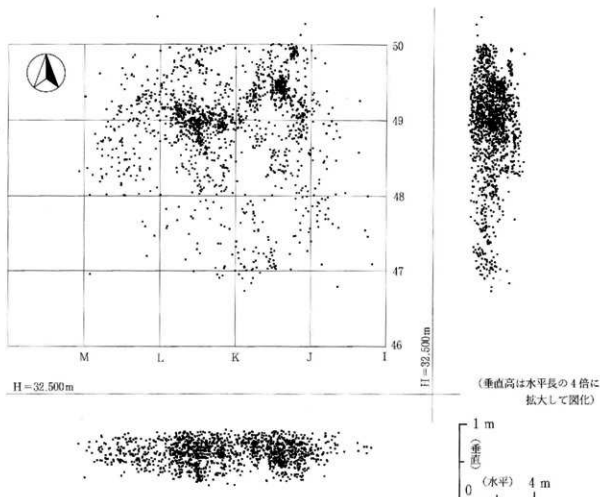 50
49
48
47
46
M L K J I
H=32.500m
H=32.500m
(垂直高は水平長の4倍に
拡大して図化)
1 m
(垂直)
0 (水平) 4 m